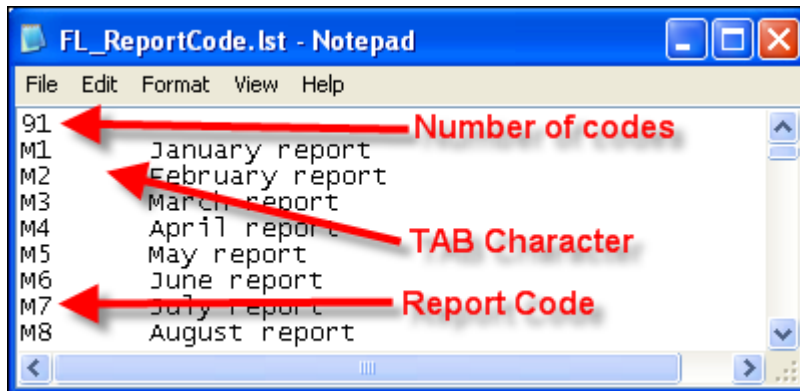 FL_ReportCode.lst - Notepad
File Edit Format View Help
91
Number of codes
M1 January report
M2 February report
M3 March report
M4 April report
TAB Character
M5 May report
M6 June report
M7 July report
Report Code
M8 August report